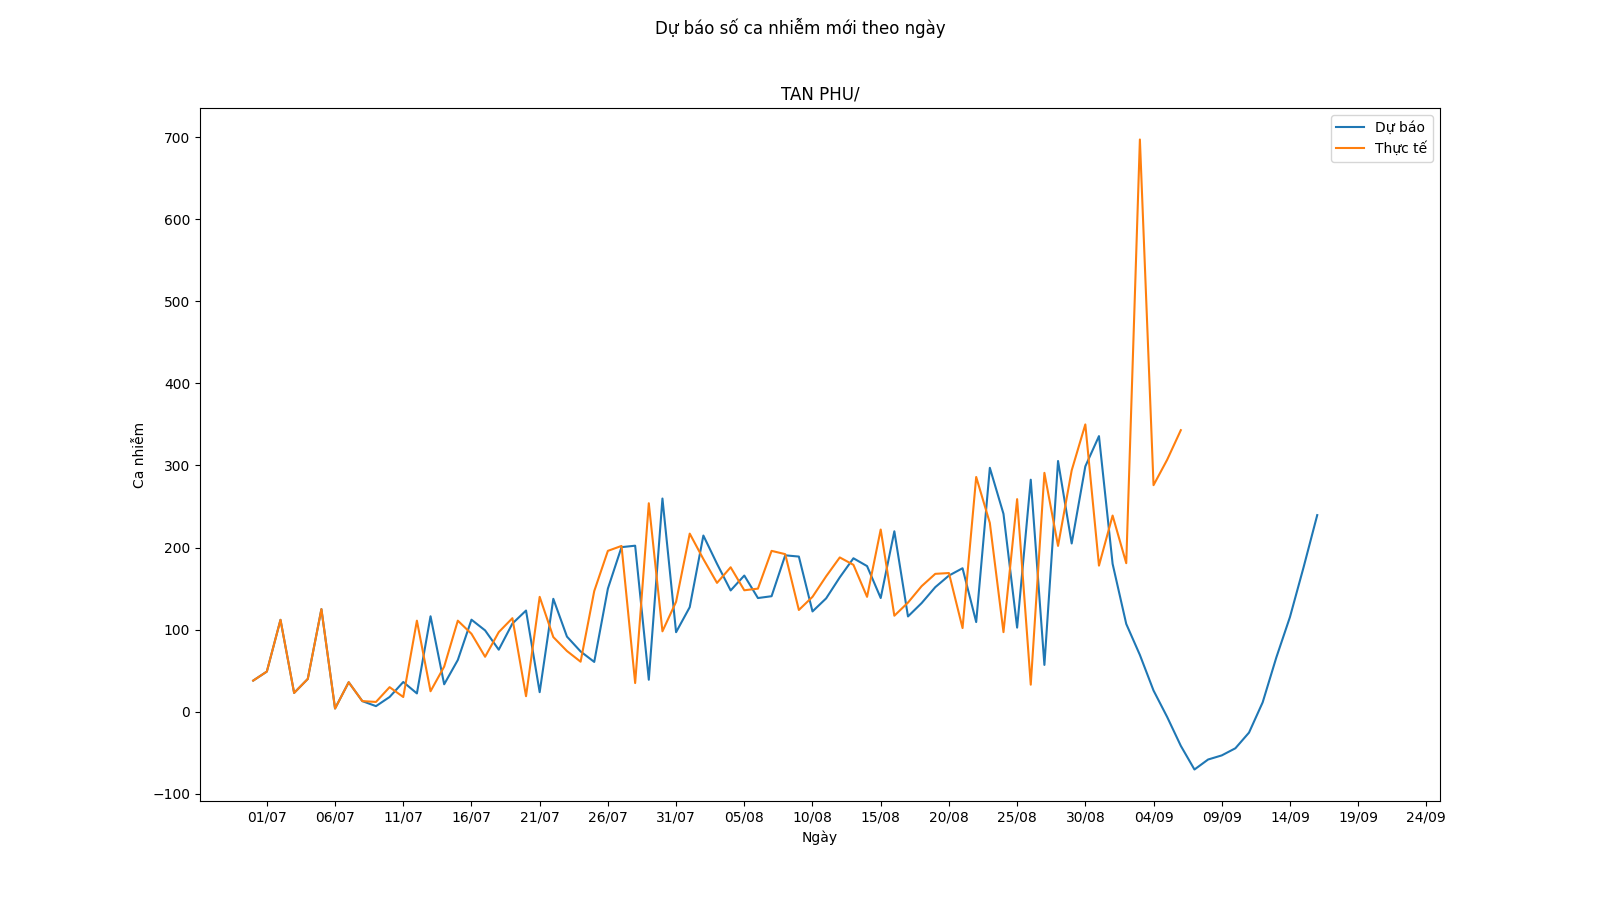 Dự báo số ca nhiễm mới theo ngày
TAN PHU/
Dự báo
Thực tế
700
600
500
400
300
200
100
0
−100
Ca nhiễm
01/07 06/07 11/07 16/07 21/07 26/07 31/07 05/08 10/08 15/08 20/08 25/08 30/08 04/09 09/09 14/09 19/09 24/09
Ngày